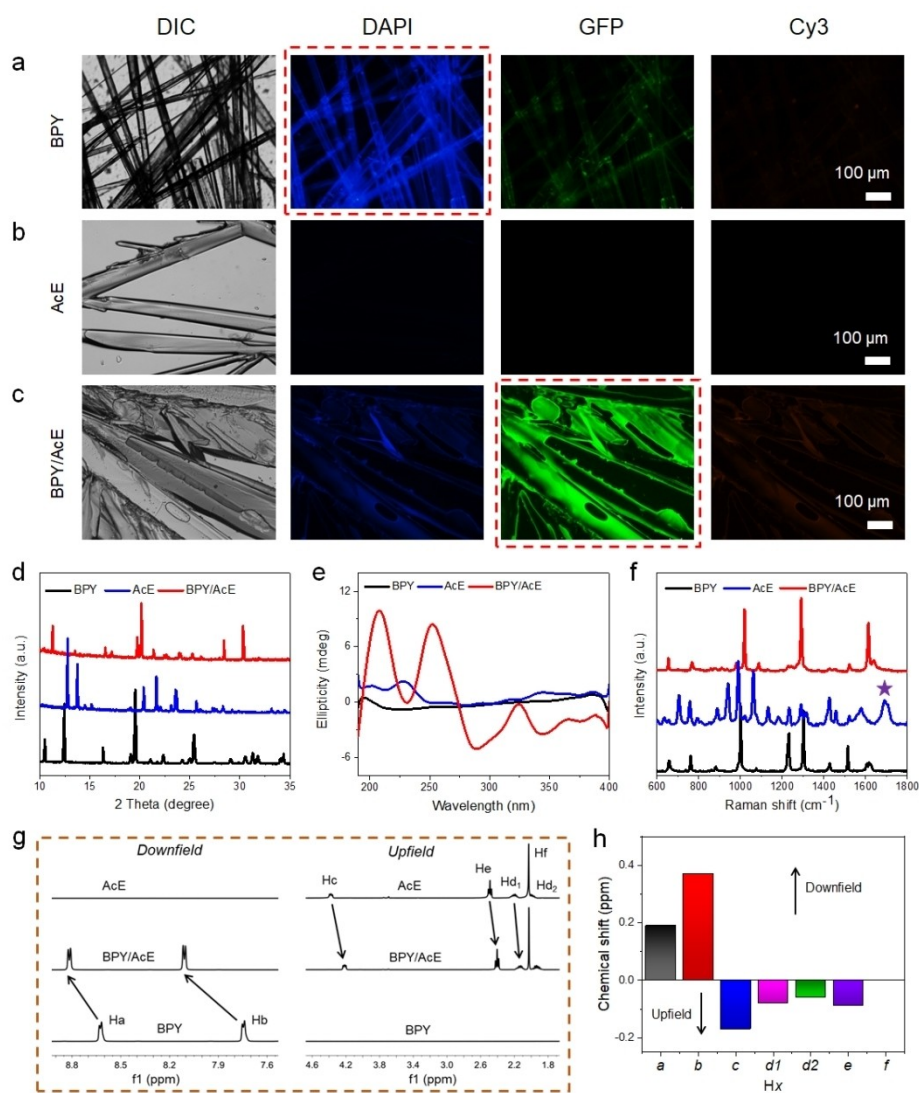 DIC DAPI GFP Cy3
a
BPY
100 µm
b
AcE
100 µm
c
BPY/AcE
100 µm
d
BPY AcE BPY/AcE
Intensity (a.u.)
10 15 20 25 30 35
2 Theta (degree)
e
BPY AcE BPY/AcE
Ellipticity (mdeg)
12
6
0
-6
200 250 300 350 400
Wavelength (nm)
f
BPY AcE BPY/AcE
Intensity (a.u.)
600 800 1000 1200 1400 1600 1800
Raman shift (cm-1)
g
Downfield Upfield
AcE
Hc AcE He Hd1 Hf Hd2
BPY/AcE BPY/AcE
Ha BPY Hb BPY
8.8 8.5 8.2 7.9 7.6
f1 (ppm)
4.6 4.2 3.8 3.4 3.0 2.8 2.4 2.0 1.6
f1 (ppm)
h
Chemical shift (ppm)
0.4
0.2
0.0
-0.2
Downfield
Upfield
a b c d1 d2 e f
Hx